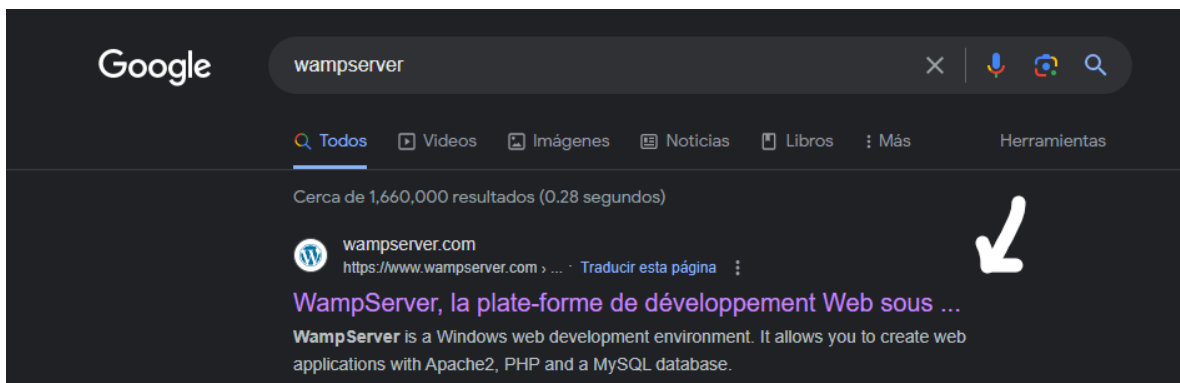 Google
wampserver
Todos Videos Imágenes Noticias Libros Más Herramientas
Cerca de 1,660,000 resultados (0.28 segundos)
wampserver.com
https://www.wampserver.com › ... · Traducir esta página
WampServer, la plate-forme de développement Web sous ...
WampServer is a Windows web development environment. It allows you to create web
applications with Apache2, PHP and a MySQL database.